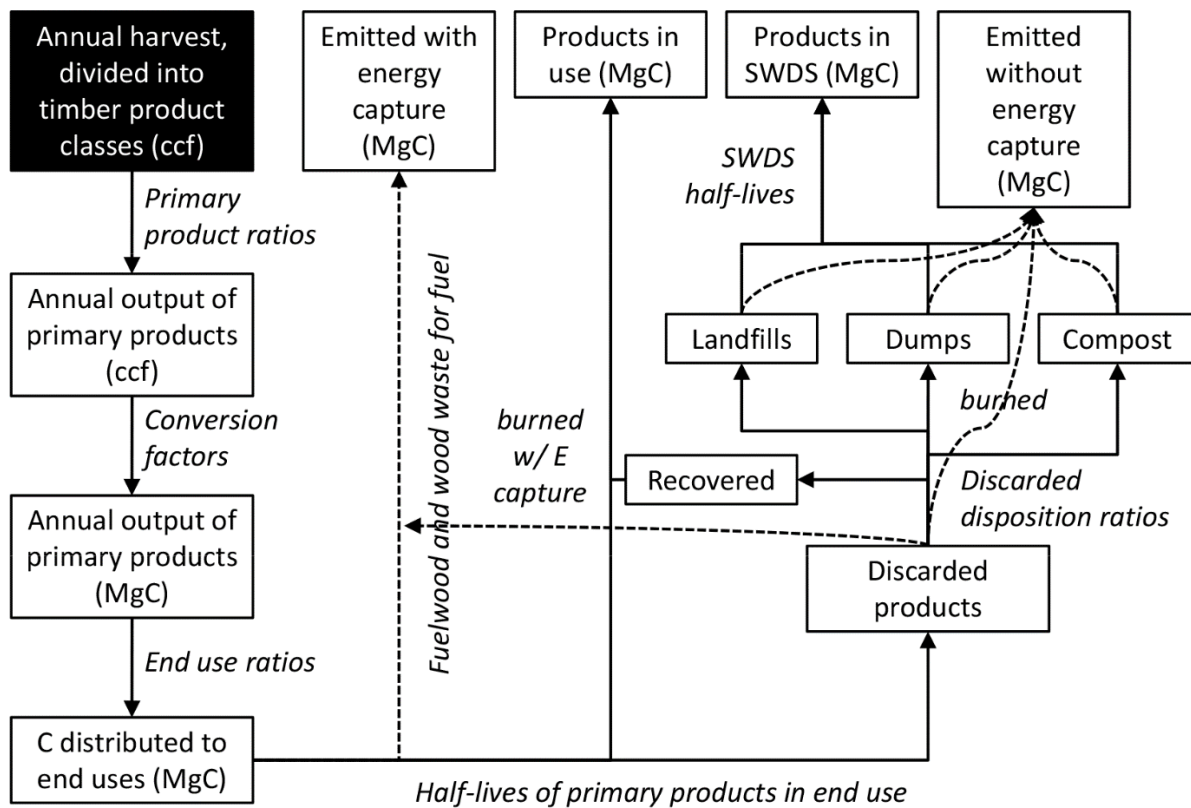 Annual harvest,
divided into
timber product
classes (ccf)
Emitted with
energy
capture
(MgC)
Products in
use (MgC)
Products in
SWDS (MgC)
Emitted
without
energy
capture
(MgC)
SWDS
half-lives
Primary
product ratios
Annual output of
primary products
(ccf)
Fuelwood and wood waste for fuel
Landfills
Dumps
Compost
burned
Conversion
factors
burned
w/ E
capture
Recovered
Discarded
disposition ratios
Annual output of
primary products
(MgC)
Discarded
products
End use ratios
C distributed to
end uses (MgC)
Half-lives of primary products in end use